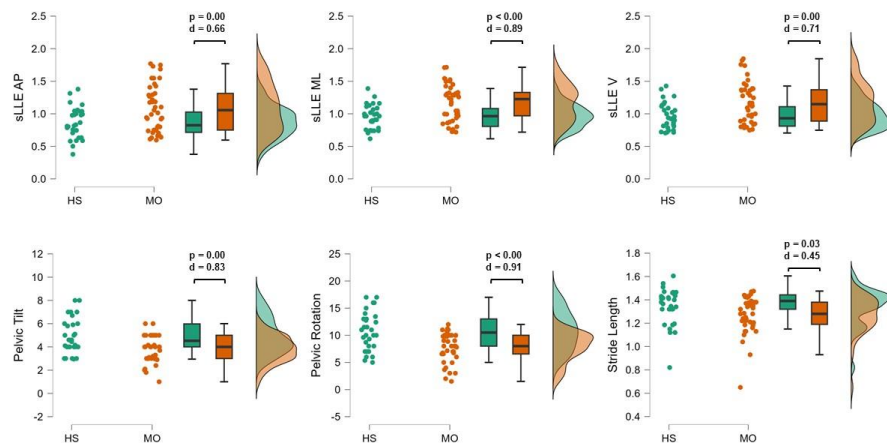 p = 0.00
d = 0.66
sLLE AP
2.5
2.0
1.5
1.0
0.5
0.0
HS
MO
p < 0.00
d = 0.89
sLLE ML
2.5
2.0
1.5
1.0
0.5
0.0
HS
MO
p = 0.00
d = 0.71
sLLE V
2.5
2.0
1.5
1.0
0.5
0.0
HS
MO
p = 0.00
d = 0.83
Pelvic Tilt
12
10
8
6
4
2
0
-2
HS
MO
p < 0.00
d = 0.91
Pelvic Rotation
25
20
15
10
5
0
-5
HS
MO
p = 0.03
d = 0.45
Stride Length
1.8
1.6
1.4
1.2
1.0
0.8
0.6
0.4
HS
MO